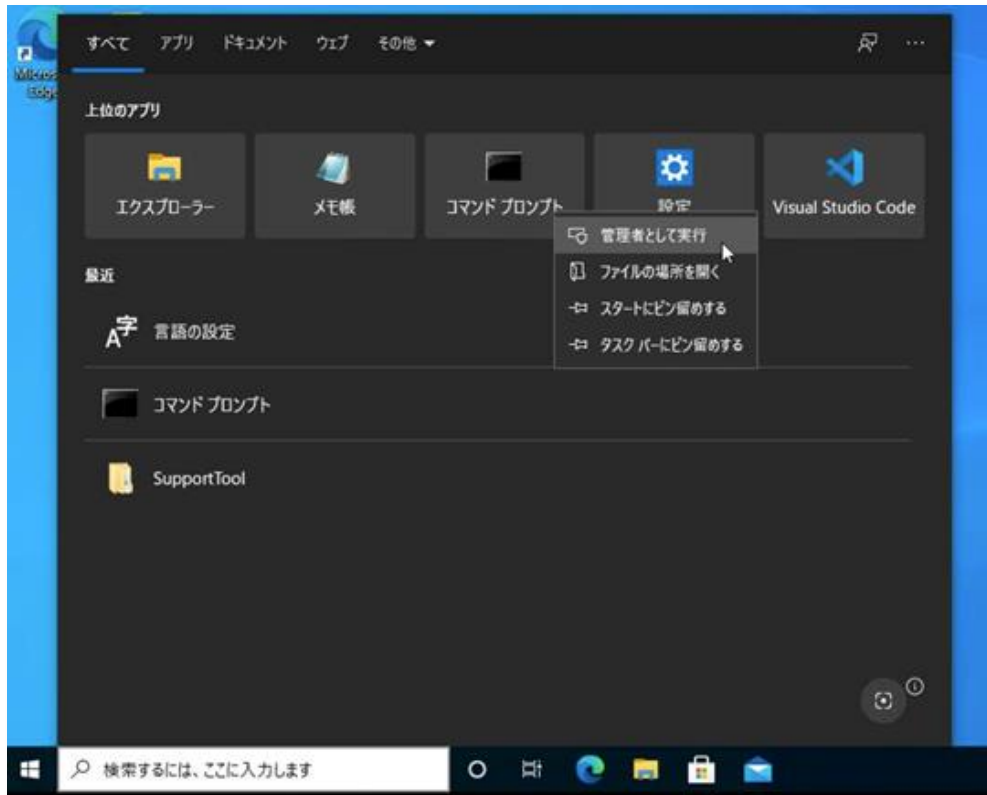 Micros
Edge
すべて アプリ ドキュメント ウェブ その他
上位のアプリ
エクスプローラー メモ帳 コマンド プロンプト 設定 Visual Studio Code
管理者として実行
ファイルの場所を開く
スタートにピン留めする
タスク バーにピン留めする
最近
言語の設定
コマンド プロンプト
SupportTool
検索するには、ここに入力します